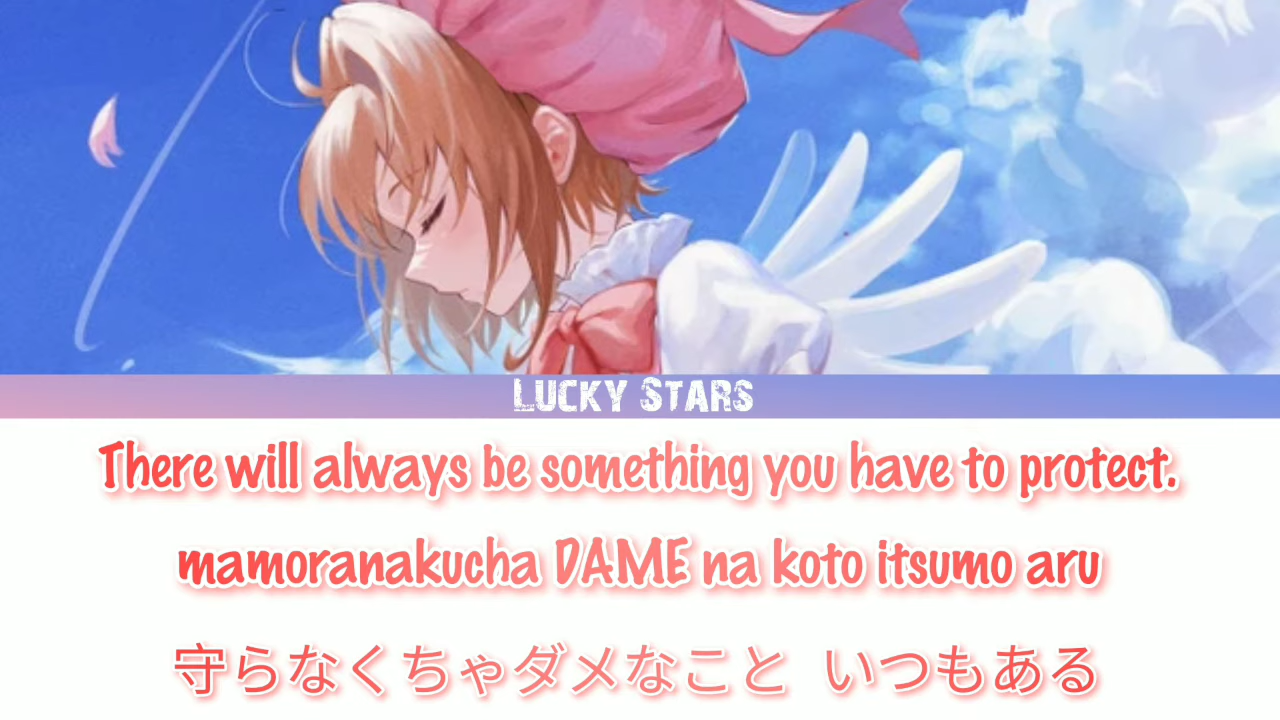 Lucky Stars
There will always be something you have to protect.
mamoranakucha DAME na koto itsumo aru
守らなくちゃダメなこと いつもある